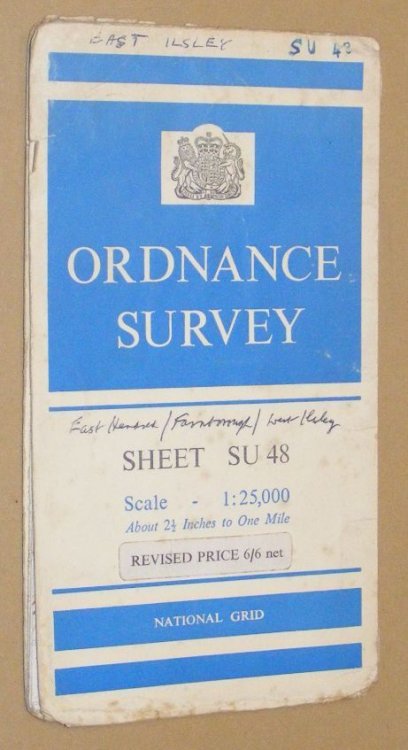 EAST ILSLEY SU 48
ORDNANCE
SURVEY
East Hendred / Farnborough / West Ilsley
SHEET SU 48
Scale - 1:25,000
About 2½ Inches to One Mile
REVISED PRICE 6/6 net
NATIONAL GRID